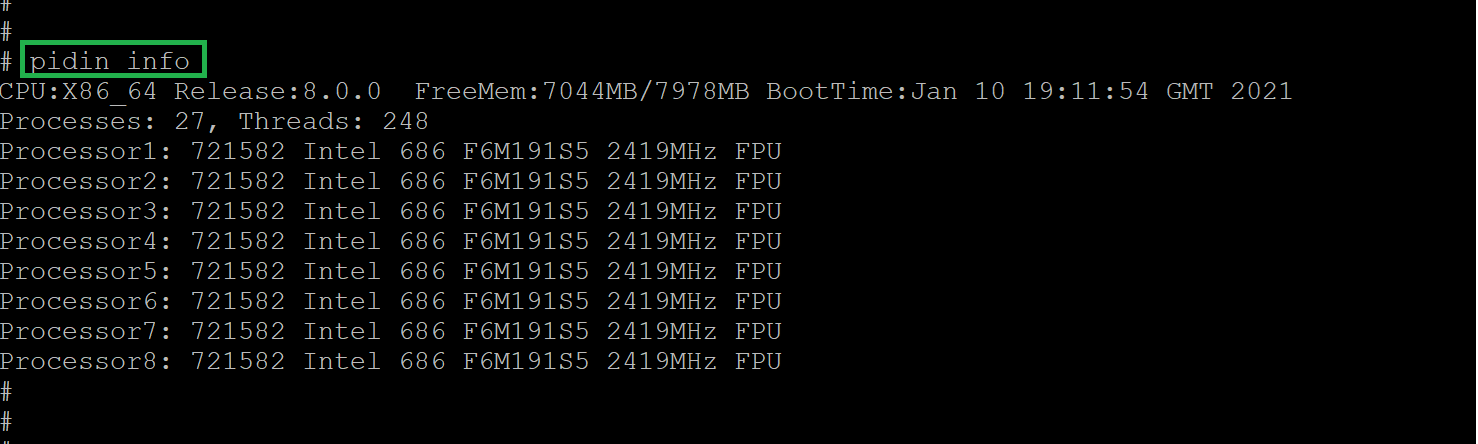 #
#
# pidin info
CPU:X86_64 Release:8.0.0  FreeMem:7044MB/7978MB BootTime:Jan 10 19:11:54 GMT 2021
Processes: 27, Threads: 248
Processor1: 721582 Intel 686 F6M191S5 2419MHz FPU
Processor2: 721582 Intel 686 F6M191S5 2419MHz FPU
Processor3: 721582 Intel 686 F6M191S5 2419MHz FPU
Processor4: 721582 Intel 686 F6M191S5 2419MHz FPU
Processor5: 721582 Intel 686 F6M191S5 2419MHz FPU
Processor6: 721582 Intel 686 F6M191S5 2419MHz FPU
Processor7: 721582 Intel 686 F6M191S5 2419MHz FPU
Processor8: 721582 Intel 686 F6M191S5 2419MHz FPU
#
#
#